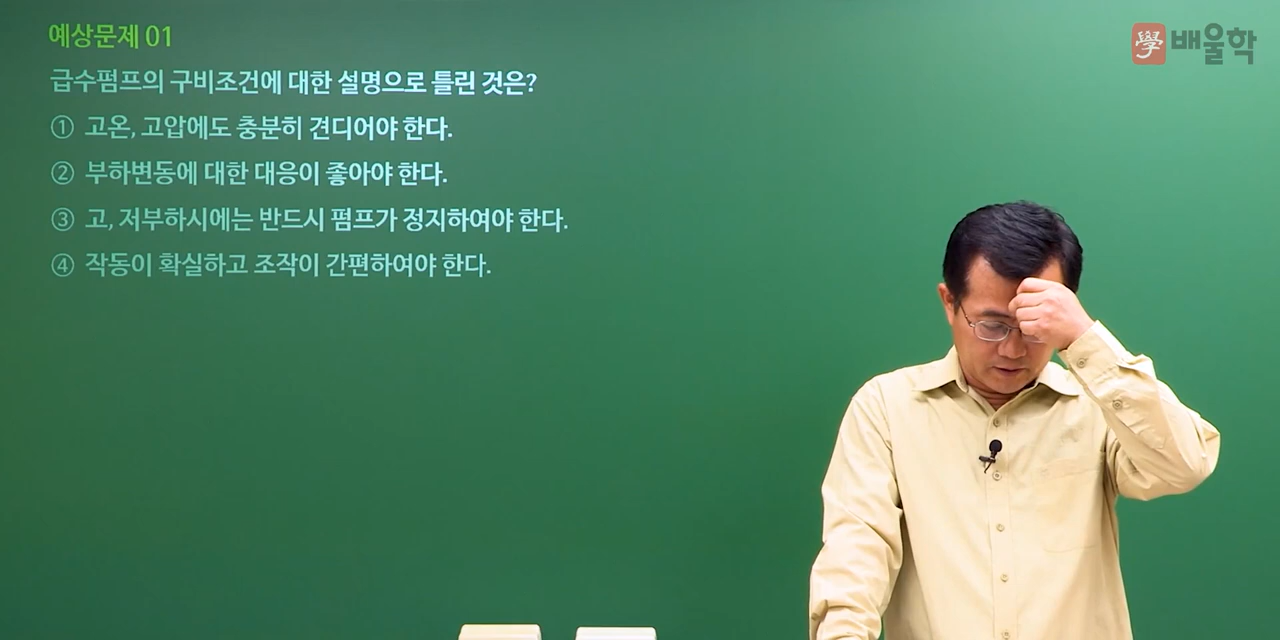 예상문제 01
學 배울학
급수펌프의 구비조건에 대한 설명으로 틀린 것은?
① 고온, 고압에도 충분히 견디어야 한다.
② 부하변동에 대한 대응이 좋아야 한다.
③ 고, 저부하시에는 반드시 펌프가 정지하여야 한다.
④ 작동이 확실하고 조작이 간편하여야 한다.